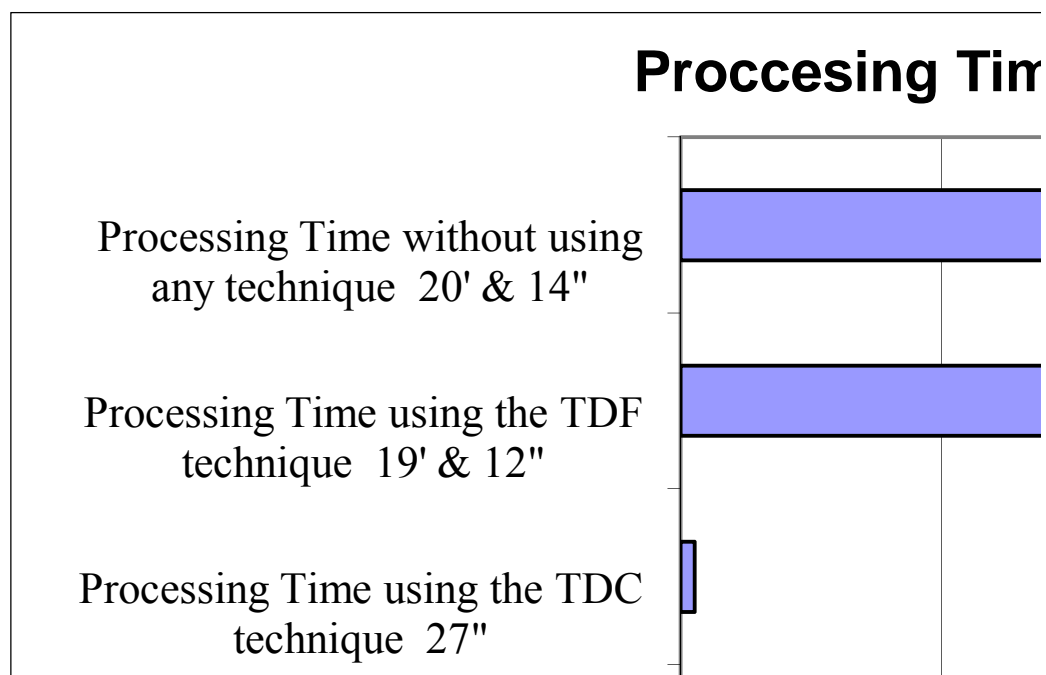 Proccesing Tim
Processing Time without using
any technique  20' & 14"
Processing Time using the TDF
technique  19' & 12"
Processing Time using the TDC
technique  27"